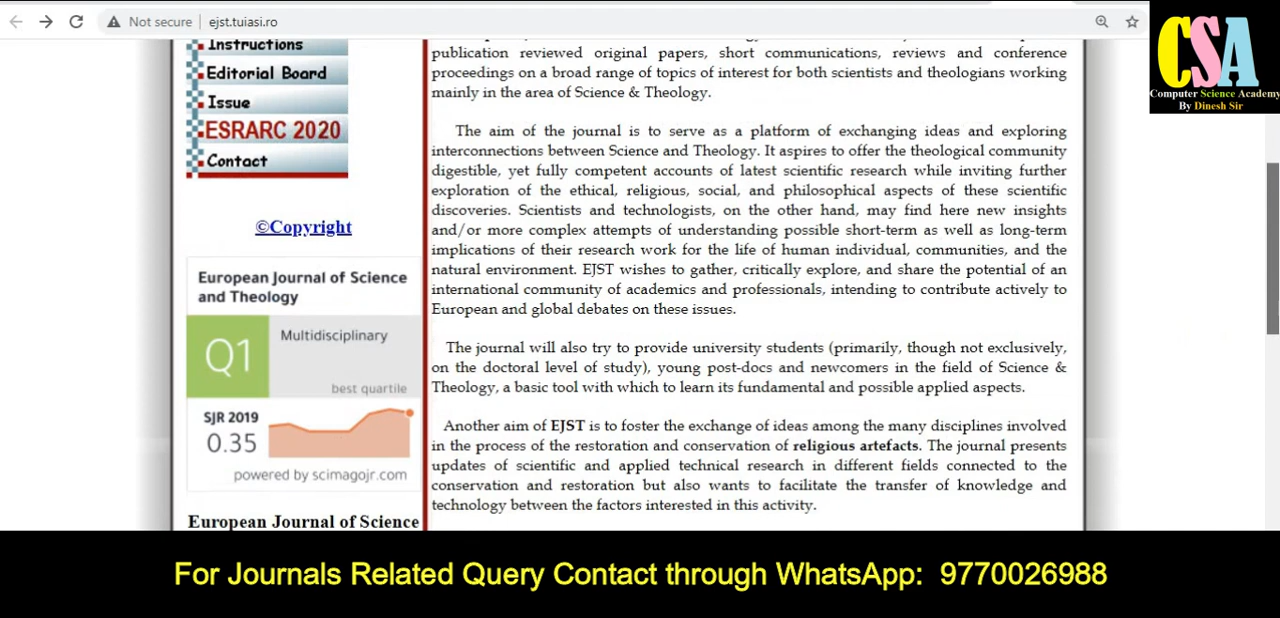 Not secure | ejst.tuiasi.ro
CSA
Computer Science Academy
By Dinesh Sir
Instructions
Editorial Board
Issue
ESRARC 2020
Contact
©Copyright
European Journal of Science
and Theology
Q1
Multidisciplinary
best quartile
SJR 2019
0.35
powered by scimagojr.com
European Journal of Science
publication reviewed original papers, short communications, reviews and conference
proceedings on a broad range of topics of interest for both scientists and theologians working
mainly in the area of Science & Theology.
The aim of the journal is to serve as a platform of exchanging ideas and exploring
interconnections between Science and Theology. It aspires to offer the theological community
digestible, yet fully competent accounts of latest scientific research while inviting further
exploration of the ethical, religious, social, and philosophical aspects of these scientific
discoveries. Scientists and technologists, on the other hand, may find here new insights
and/or more complex attempts of understanding possible short-term as well as long-term
implications of their research work for the life of human individual, communities, and the
natural environment. EJST wishes to gather, critically explore, and share the potential of an
international community of academics and professionals, intending to contribute actively to
European and global debates on these issues.
The journal will also try to provide university students (primarily, though not exclusively,
on the doctoral level of study), young post-docs and newcomers in the field of Science &
Theology, a basic tool with which to learn its fundamental and possible applied aspects.
Another aim of EJST is to foster the exchange of ideas among the many disciplines involved
in the process of the restoration and conservation of religious artefacts. The journal presents
updates of scientific and applied technical research in different fields connected to the
conservation and restoration but also wants to facilitate the transfer of knowledge and
technology between the factors interested in this activity.
For Journals Related Query Contact through WhatsApp: 9770026988